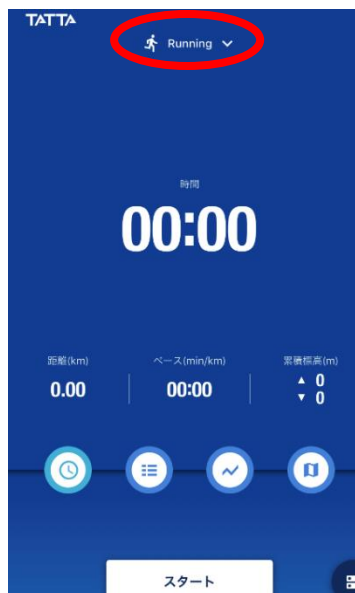 TATTA
Running
時間
00:00
距離(km)
ペース(min/km)
累積標高(m)
0.00
00:00
▲ 0
▼ 0
スタート